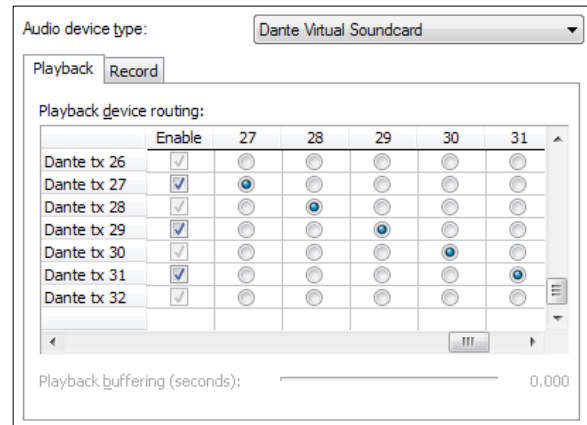 Audio device type: Dante Virtual Soundcard
Playback Record
Playback device routing:
Enable 27 28 29 30 31
Dante tx 26
Dante tx 27
Dante tx 28
Dante tx 29
Dante tx 30
Dante tx 31
Dante tx 32
Playback buffering (seconds): 0.000